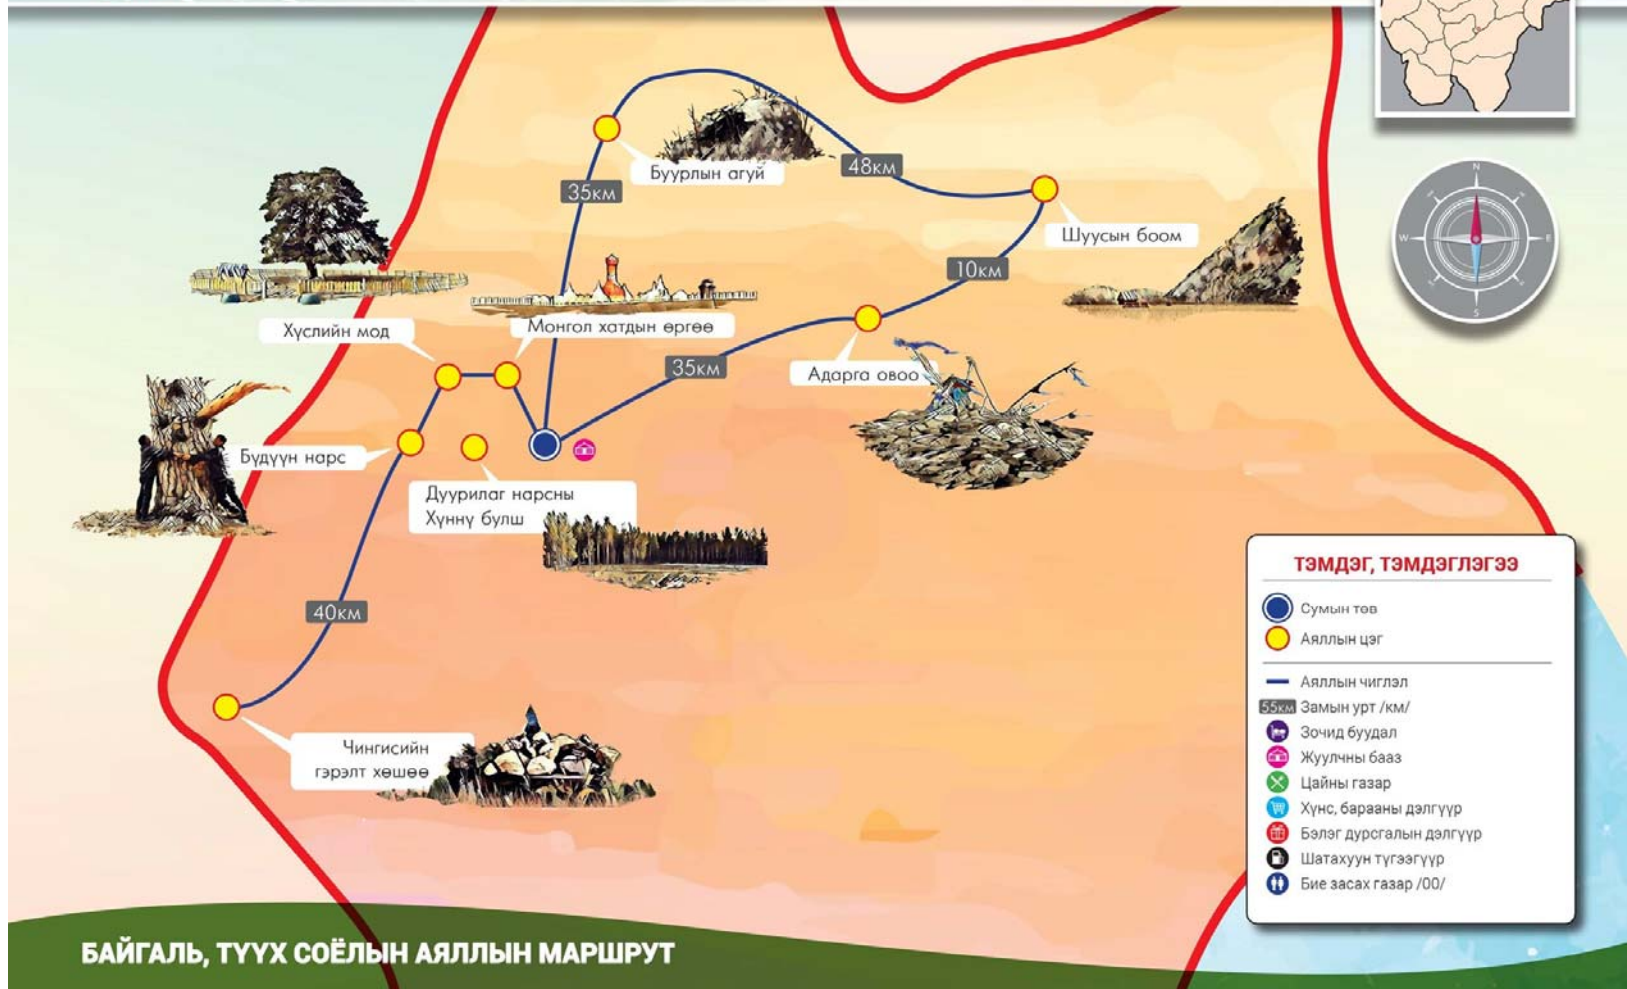 Буурлын агуй
48км
35км
Шуусын боом
10км
Хүслийн мод
Монгол хатдын өргөө
35км
Адарга овоо
Бүдүүн нарс
Дуурилаг нарсны
Хүннү булш
40км
Чингисийн
гэрэлт хөшөө
N
W
E
S
ТЭМДЭГ, ТЭМДЭГЛЭГЭЭ
Сумын төв
Аяллын цэг
Аяллын чиглэл
55км Замын урт /км/
Зочид буудал
Жуулчны бааз
Цайны газар
Хүнс, барааны дэлгүүр
Бэлэг дурсгалын дэлгүүр
Шатахуун түгээгүүр
Бие засах газар /00/
БАЙГАЛЬ, ТҮҮХ СОЁЛЫН АЯЛЛЫН МАРШРУТ